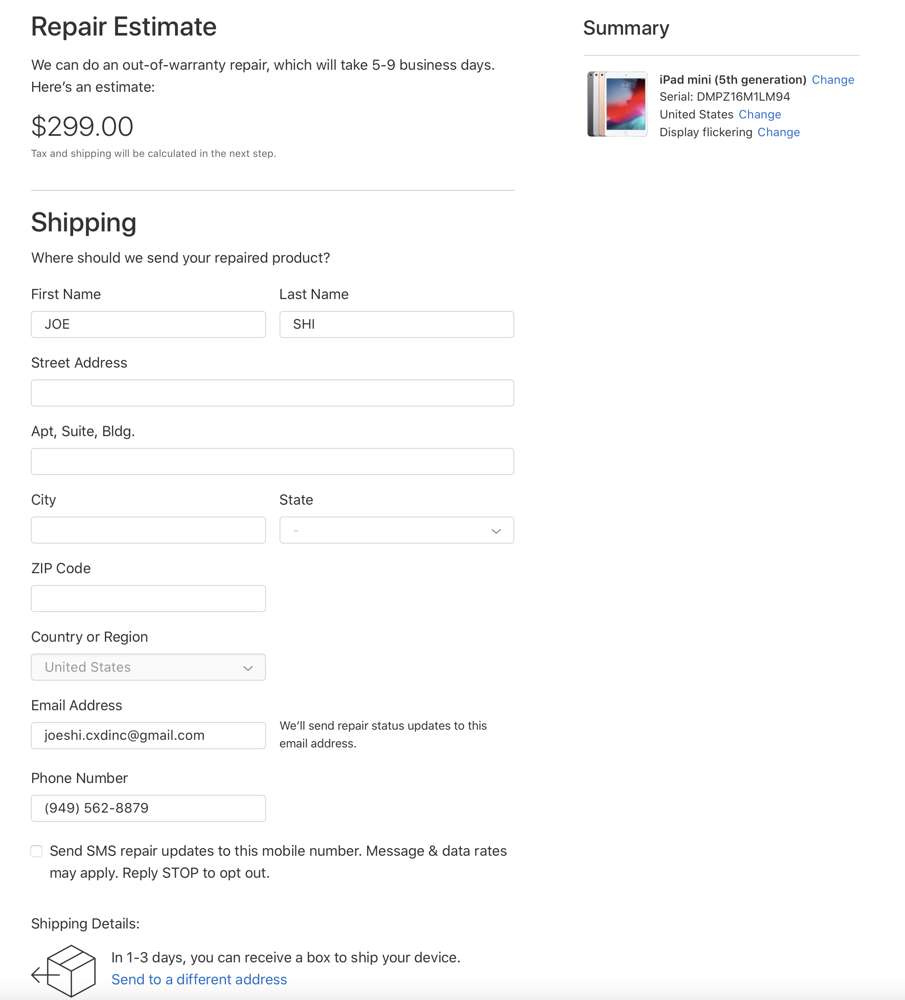 Repair Estimate
We can do an out-of-warranty repair, which will take 5-9 business days.
Here’s an estimate:
$299.00
Tax and shipping will be calculated in the next step.
Shipping
Where should we send your repaired product?
First Name
Last Name
JOE
SHI
Street Address
Apt, Suite, Bldg.
City
State
-
ZIP Code
Country or Region
United States
Email Address
joeshi.cxdinc@gmail.com
We’ll send repair status updates to this
email address.
Phone Number
(949) 562-8879
Send SMS repair updates to this mobile number. Message & data rates
may apply. Reply STOP to opt out.
Shipping Details:
In 1-3 days, you can receive a box to ship your device.
Send to a different address
Summary
9:41
iPad mini (5th generation) Change
Serial: DMPZ16M1LM94
United States Change
Display flickering Change